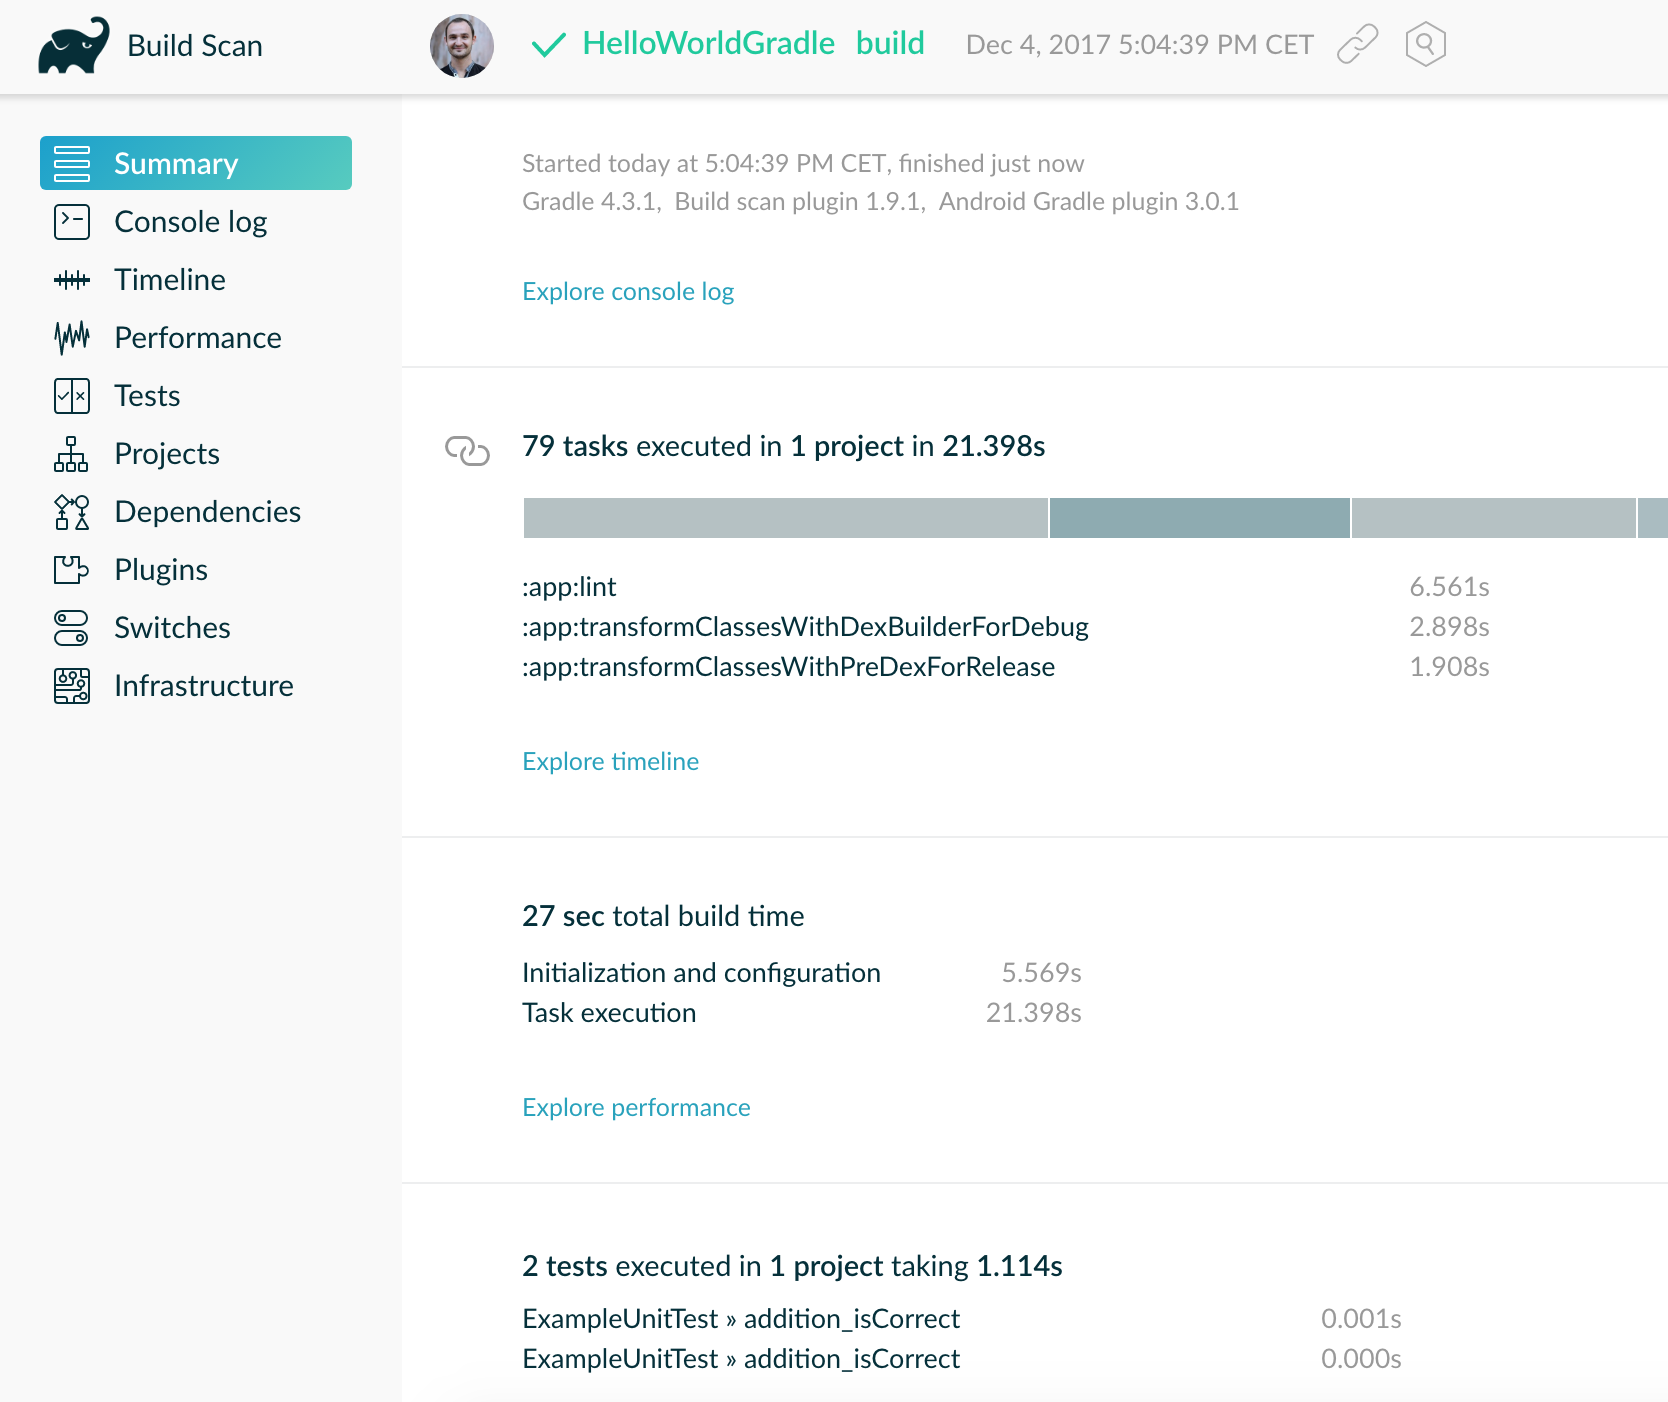 Build Scan
HelloWorldGradle build Dec 4, 2017 5:04:39 PM CET
Summary
Console log
Timeline
Performance
Tests
Projects
Dependencies
Plugins
Switches
Infrastructure
Started today at 5:04:39 PM CET, finished just now
Gradle 4.3.1, Build scan plugin 1.9.1, Android Gradle plugin 3.0.1
Explore console log
79 tasks executed in 1 project in 21.398s
:app:lint 6.561s
:app:transformClassesWithDexBuilderForDebug 2.898s
:app:transformClassesWithPreDexForRelease 1.908s
Explore timeline
27 sec total build time
Initialization and configuration 5.569s
Task execution 21.398s
Explore performance
2 tests executed in 1 project taking 1.114s
ExampleUnitTest » addition_isCorrect 0.001s
ExampleUnitTest » addition_isCorrect 0.000s